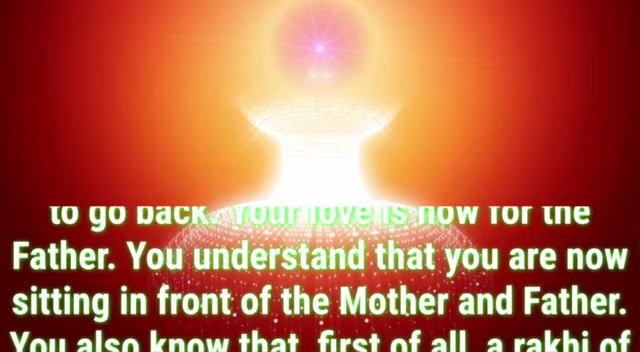 to go back. Your love is now for the
Father. You understand that you are now
sitting in front of the Mother and Father.
You also know that, first of all, a rakhi of